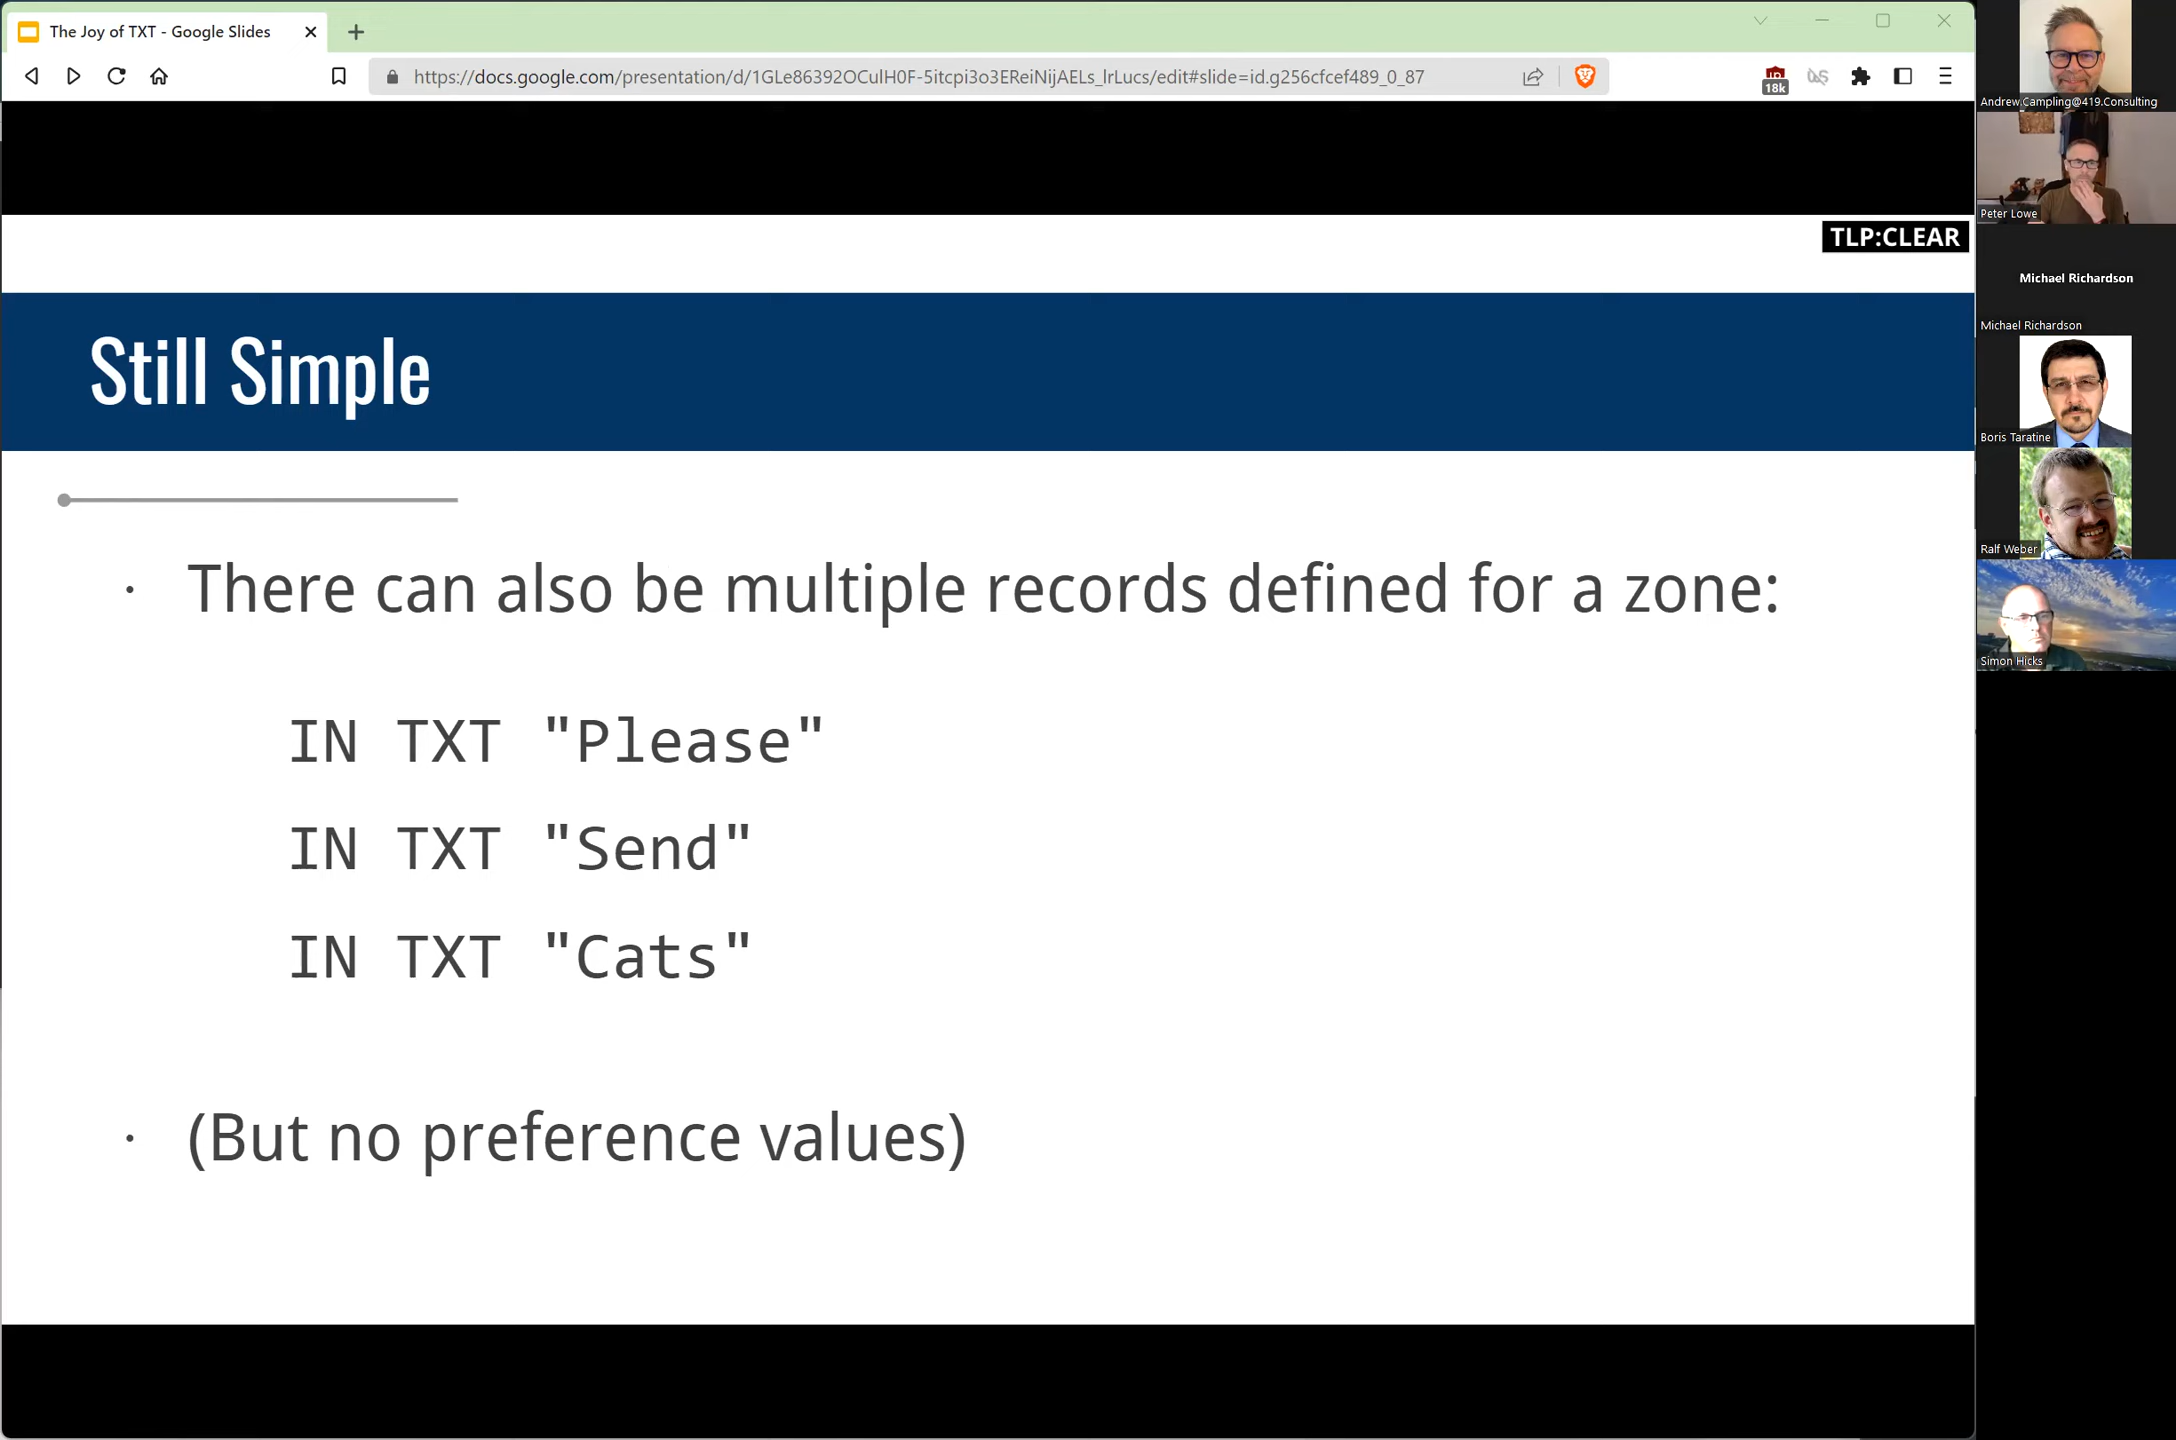 The Joy of TXT - Google Slides
https://docs.google.com/presentation/d/1GLe86392OCulH0F-5itcpi3o3EReiNijAELs_lrLucs/edit#slide=id.g256cfcef489_0_87
18k
TLP:CLEAR
Still Simple
· There can also be multiple records defined for a zone:
IN TXT "Please"
IN TXT "Send"
IN TXT "Cats"
· (But no preference values)
Andrew.Campling@419.Consulting
Peter Lowe
Michael Richardson
Michael Richardson
Boris Taratine
Ralf Weber
Simon Hicks